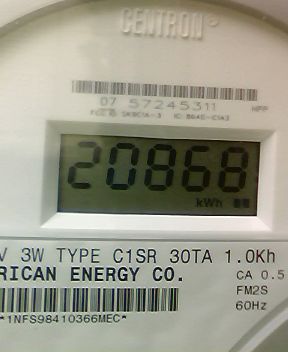 CENTRON®
07 57245311
20868
kWh
V 3W TYPE C1SR 30TA 1.0Kh
RICAN ENERGY CO. CA 0.5
FM2S
60Hz
*1NFS98410366MEC*